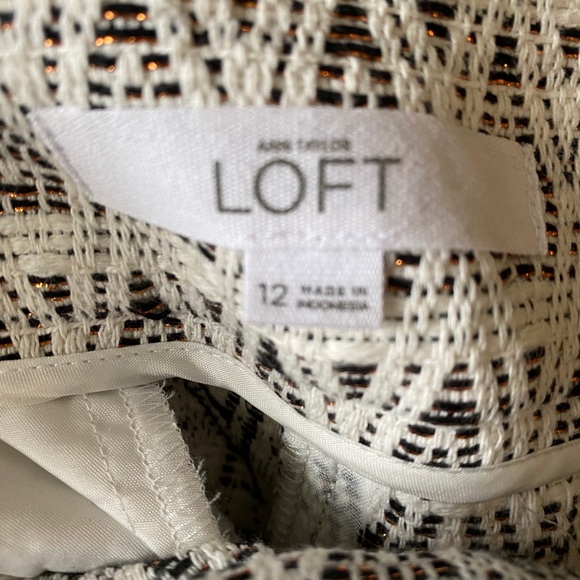 ANN TAYLOR
LOFT
12 MADE IN
INDONESIA